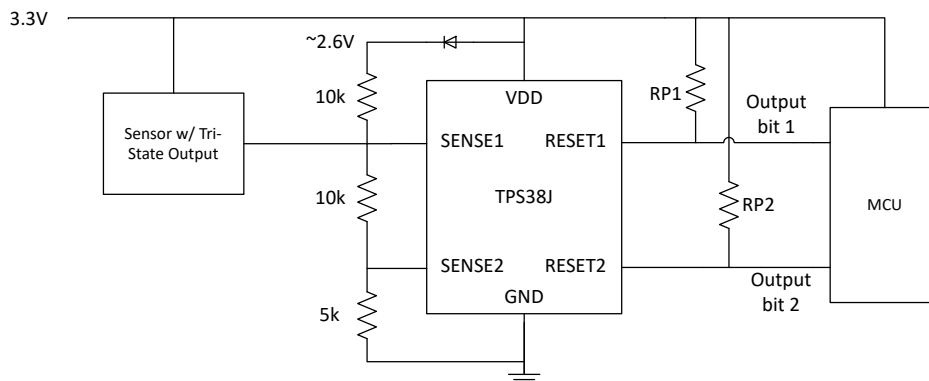 3.3V
~2.6V
10k
VDD
RP1
Output
bit 1
Sensor w/ Tri-
State Output
SENSE1
RESET1
10k
TPS38J
RP2
MCU
SENSE2
RESET2
5k
GND
Output
bit 2